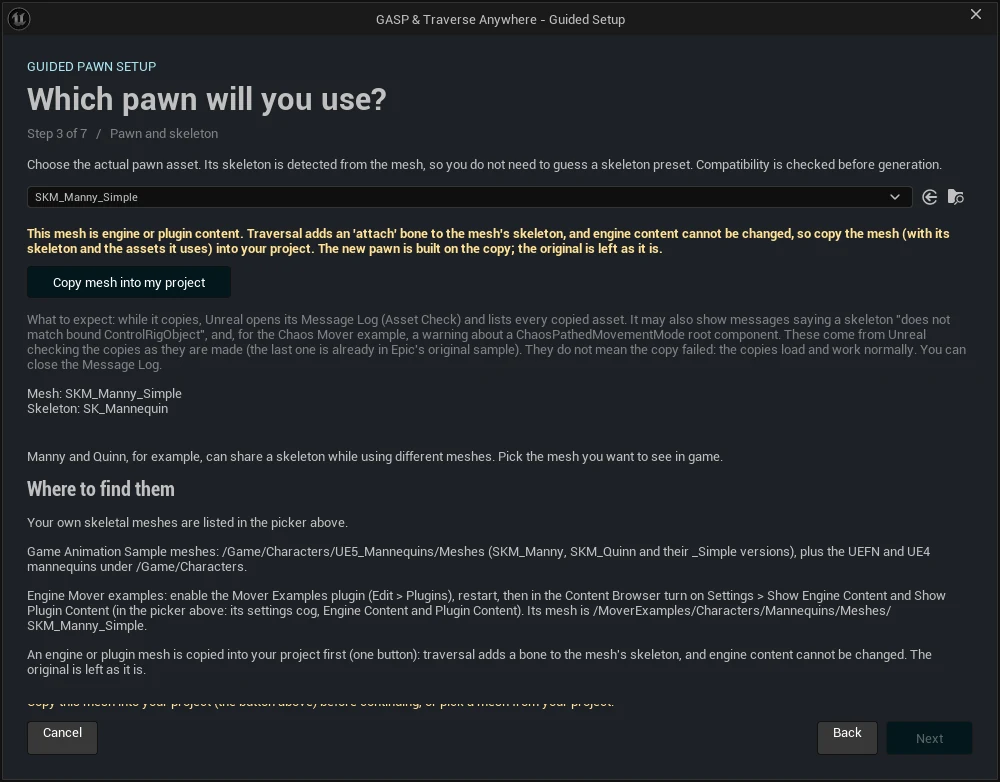 GASP & Traverse Anywhere - Guided Setup
GUIDED PAWN SETUP
Which pawn will you use?
Step 3 of 7 / Pawn and skeleton
Choose the actual pawn asset. Its skeleton is detected from the mesh, so you do not need to guess a skeleton preset. Compatibility is checked before generation.
SKM_Manny_Simple
This mesh is engine or plugin content. Traversal adds an 'attach' bone to the mesh's skeleton, and engine content cannot be changed, so copy the mesh (with its
skeleton and the assets it uses) into your project. The new pawn is built on the copy; the original is left as it is.
Copy mesh into my project
What to expect: while it copies, Unreal opens its Message Log (Asset Check) and lists every copied asset. It may also show messages saying a skeleton "does not
match bound ControlRigObject", and, for the Chaos Mover example, a warning about a ChaosPathedMovementMode root component. These come from Unreal
checking the copies as they are made (the last one is already in Epic's original sample). They do not mean the copy failed: the copies load and work normally. You can
close the Message Log.
Mesh: SKM_Manny_Simple
Skeleton: SK_Mannequin
Manny and Quinn, for example, can share a skeleton while using different meshes. Pick the mesh you want to see in game.
Where to find them
Your own skeletal meshes are listed in the picker above.
Game Animation Sample meshes: /Game/Characters/UE5_Mannequins/Meshes (SKM_Manny, SKM_Quinn and their _Simple versions), plus the UEFN and UE4
mannequins under /Game/Characters.
Engine Mover examples: enable the Mover Examples plugin (Edit > Plugins), restart, then in the Content Browser turn on Settings > Show Engine Content and Show
Plugin Content (in the picker above: its settings cog, Engine Content and Plugin Content). Its mesh is /MoverExamples/Characters/Mannequins/Meshes/
SKM_Manny_Simple.
An engine or plugin mesh is copied into your project first (one button): traversal adds a bone to the mesh's skeleton, and engine content cannot be changed. The
original is left as it is.
Copy this mesh into your project (the button above) before continuing, or pick a mesh from your project.
Cancel
Back
Next